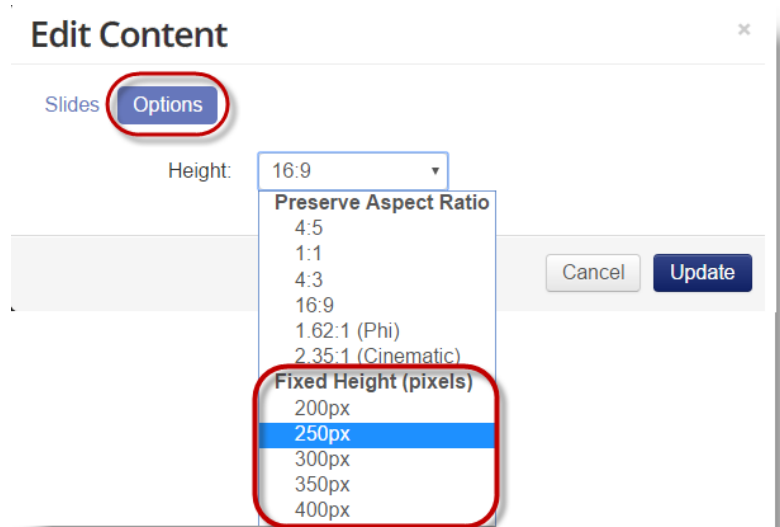 Edit Content
×
Slides Options
Height: 16:9
Preserve Aspect Ratio
4:5
1:1
4:3
16:9
1.62:1 (Phi)
2.35:1 (Cinematic)
Cancel Update
Fixed Height (pixels)
200px
250px
300px
350px
400px